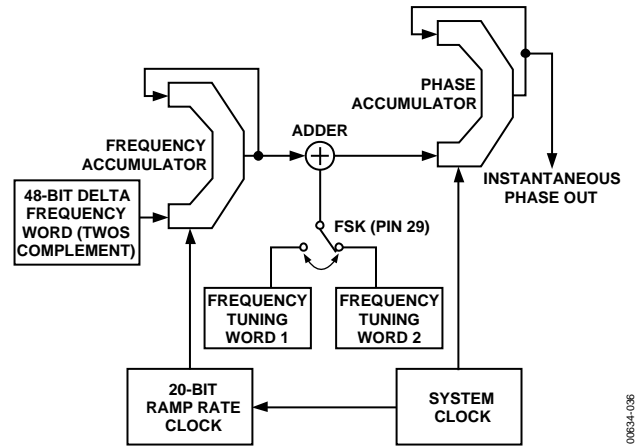 PHASE
ACCUMULATOR
FREQUENCY
ACCUMULATOR
ADDER
INSTANTANEOUS
PHASE OUT
48-BIT DELTA
FREQUENCY
WORD (TWOS
COMPLEMENT)
FSK (PIN 29)
FREQUENCY
TUNING
WORD 1
FREQUENCY
TUNING
WORD 2
20-BIT
RAMP RATE
CLOCK
SYSTEM
CLOCK
00634-036